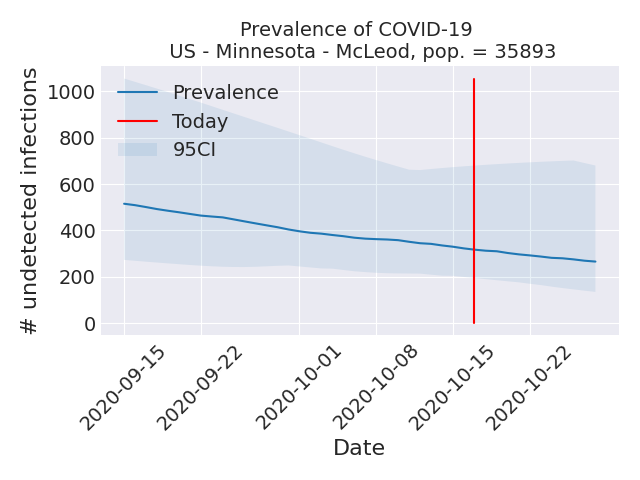 Prevalence of COVID-19
US - Minnesota - McLeod, pop. = 35893
# undetected infections
1000
800
600
400
200
0
Prevalence
Today
95CI
2020-09-15
2020-09-22
2020-10-01
2020-10-08
2020-10-15
2020-10-22
Date